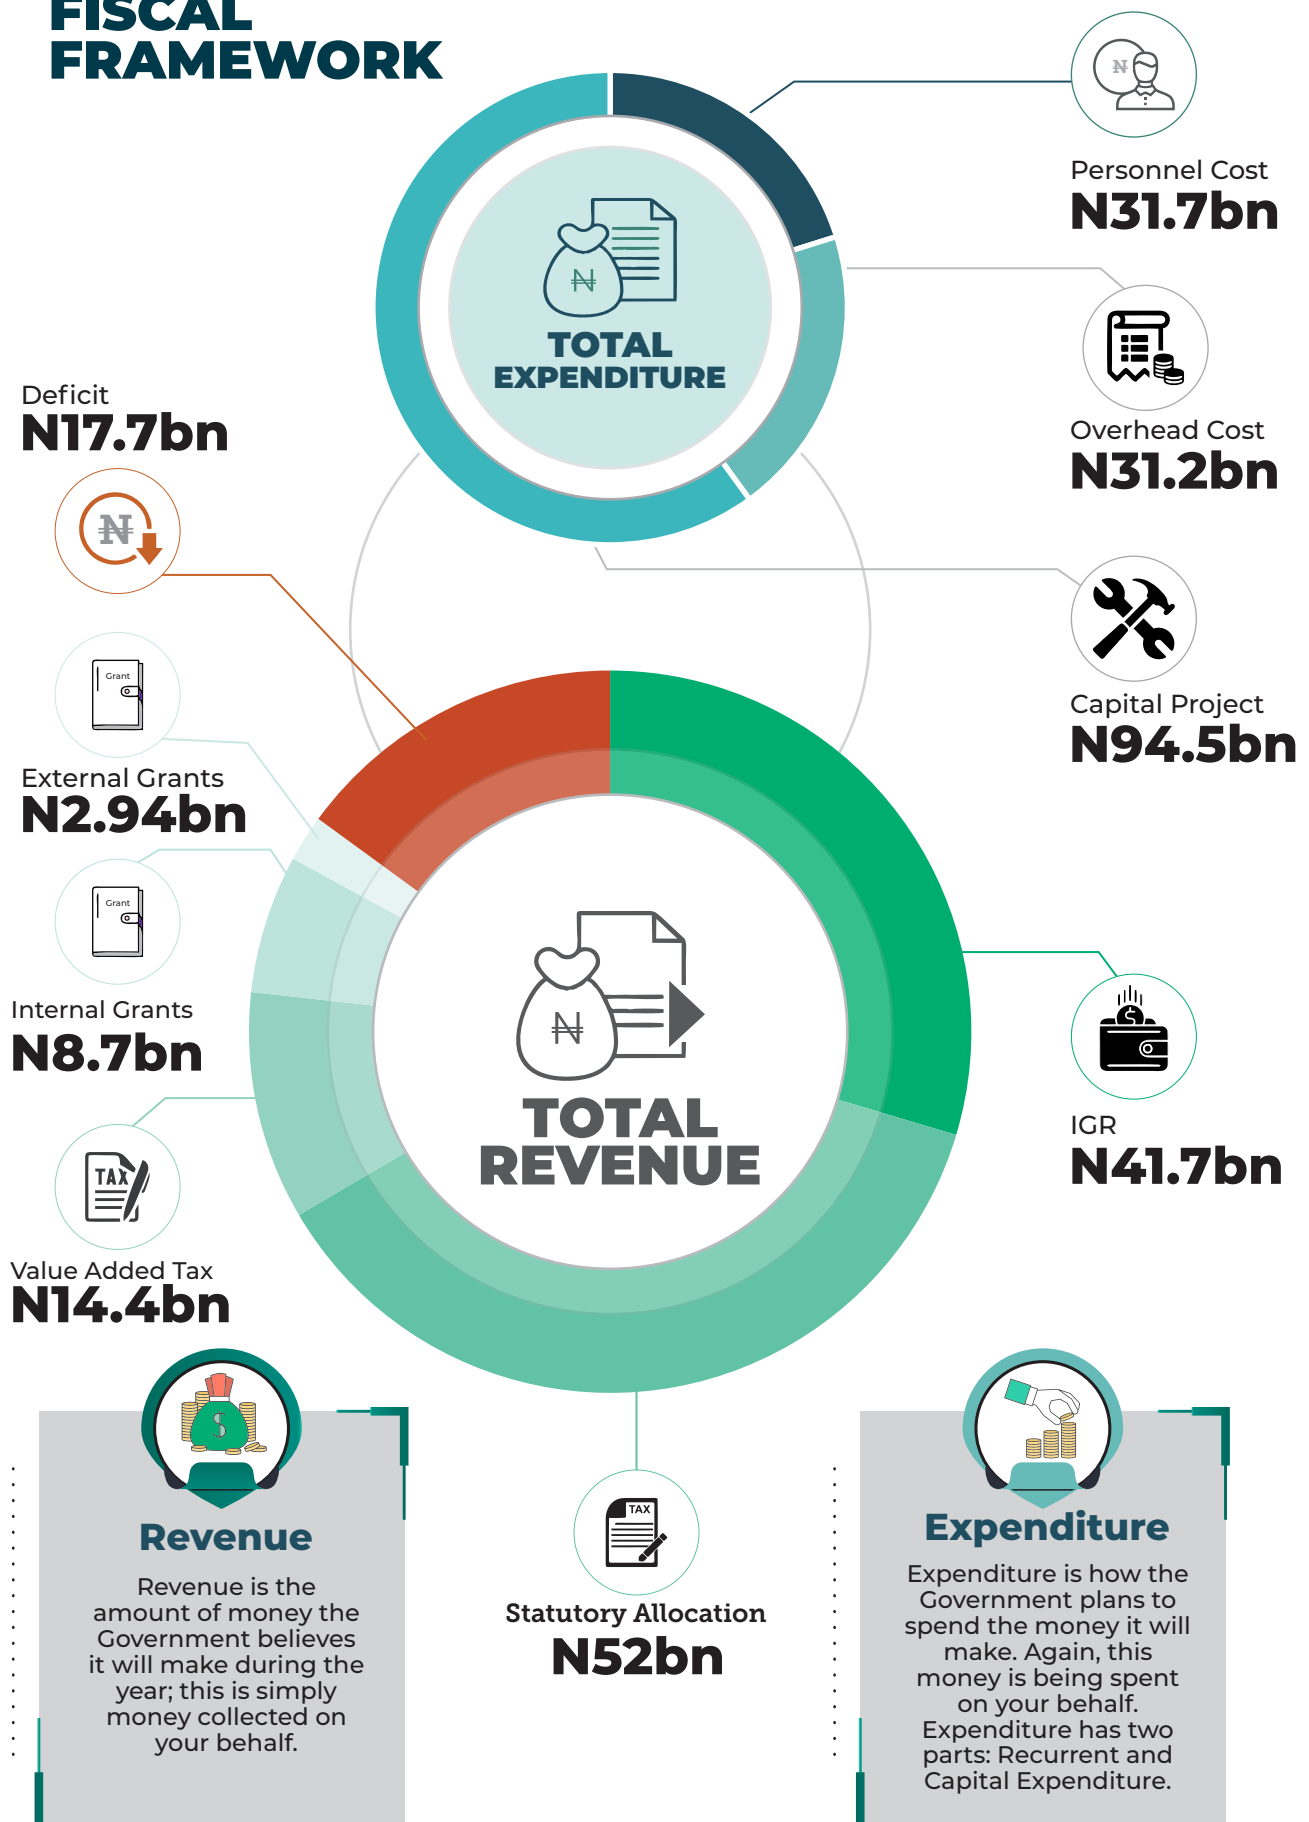 FISCAL
FRAMEWORK
₦
Personnel Cost
N31.7bn
₦
TOTAL
EXPENDITURE
Overhead Cost
N31.2bn
Deficit
N17.7bn
₦
Capital Project
N94.5bn
Grant
External Grants
N2.94bn
Grant
Internal Grants
N8.7bn
₦
TOTAL
REVENUE
$
IGR
N41.7bn
TAX
Value Added Tax
N14.4bn
TAX
Statutory Allocation
N52bn
$
Revenue
Revenue is the
amount of money the
Government believes
it will make during the
year; this is simply
money collected on
your behalf.
Expenditure
Expenditure is how the
Government plans to
spend the money it will
make. Again, this
money is being spent
on your behalf.
Expenditure has two
parts: Recurrent and
Capital Expenditure.